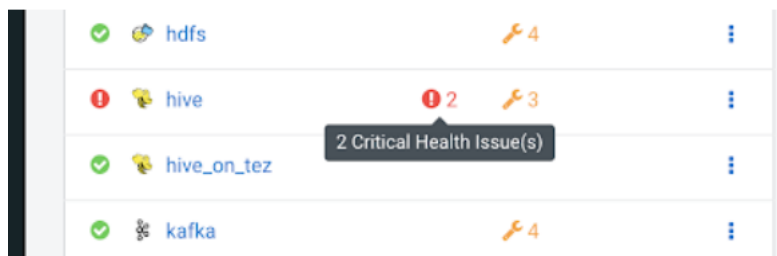 hdfs 4
hive 2 3
2 Critical Health Issue(s)
hive_on_tez
kafka 4